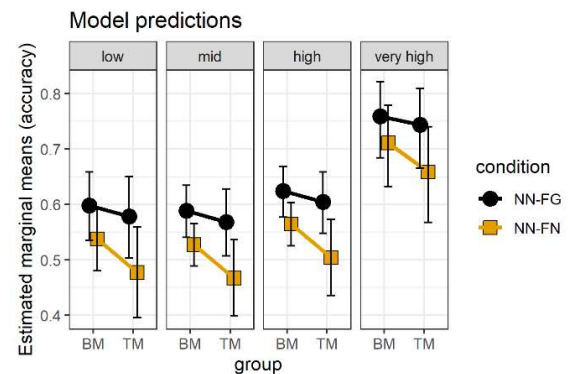 Model predictions
low mid high very high
Estimated marginal means (accuracy)
0.8
0.7
0.6
0.5
0.4
BM TM BM TM BM TM BM TM
group
condition
NN-FG
NN-FN